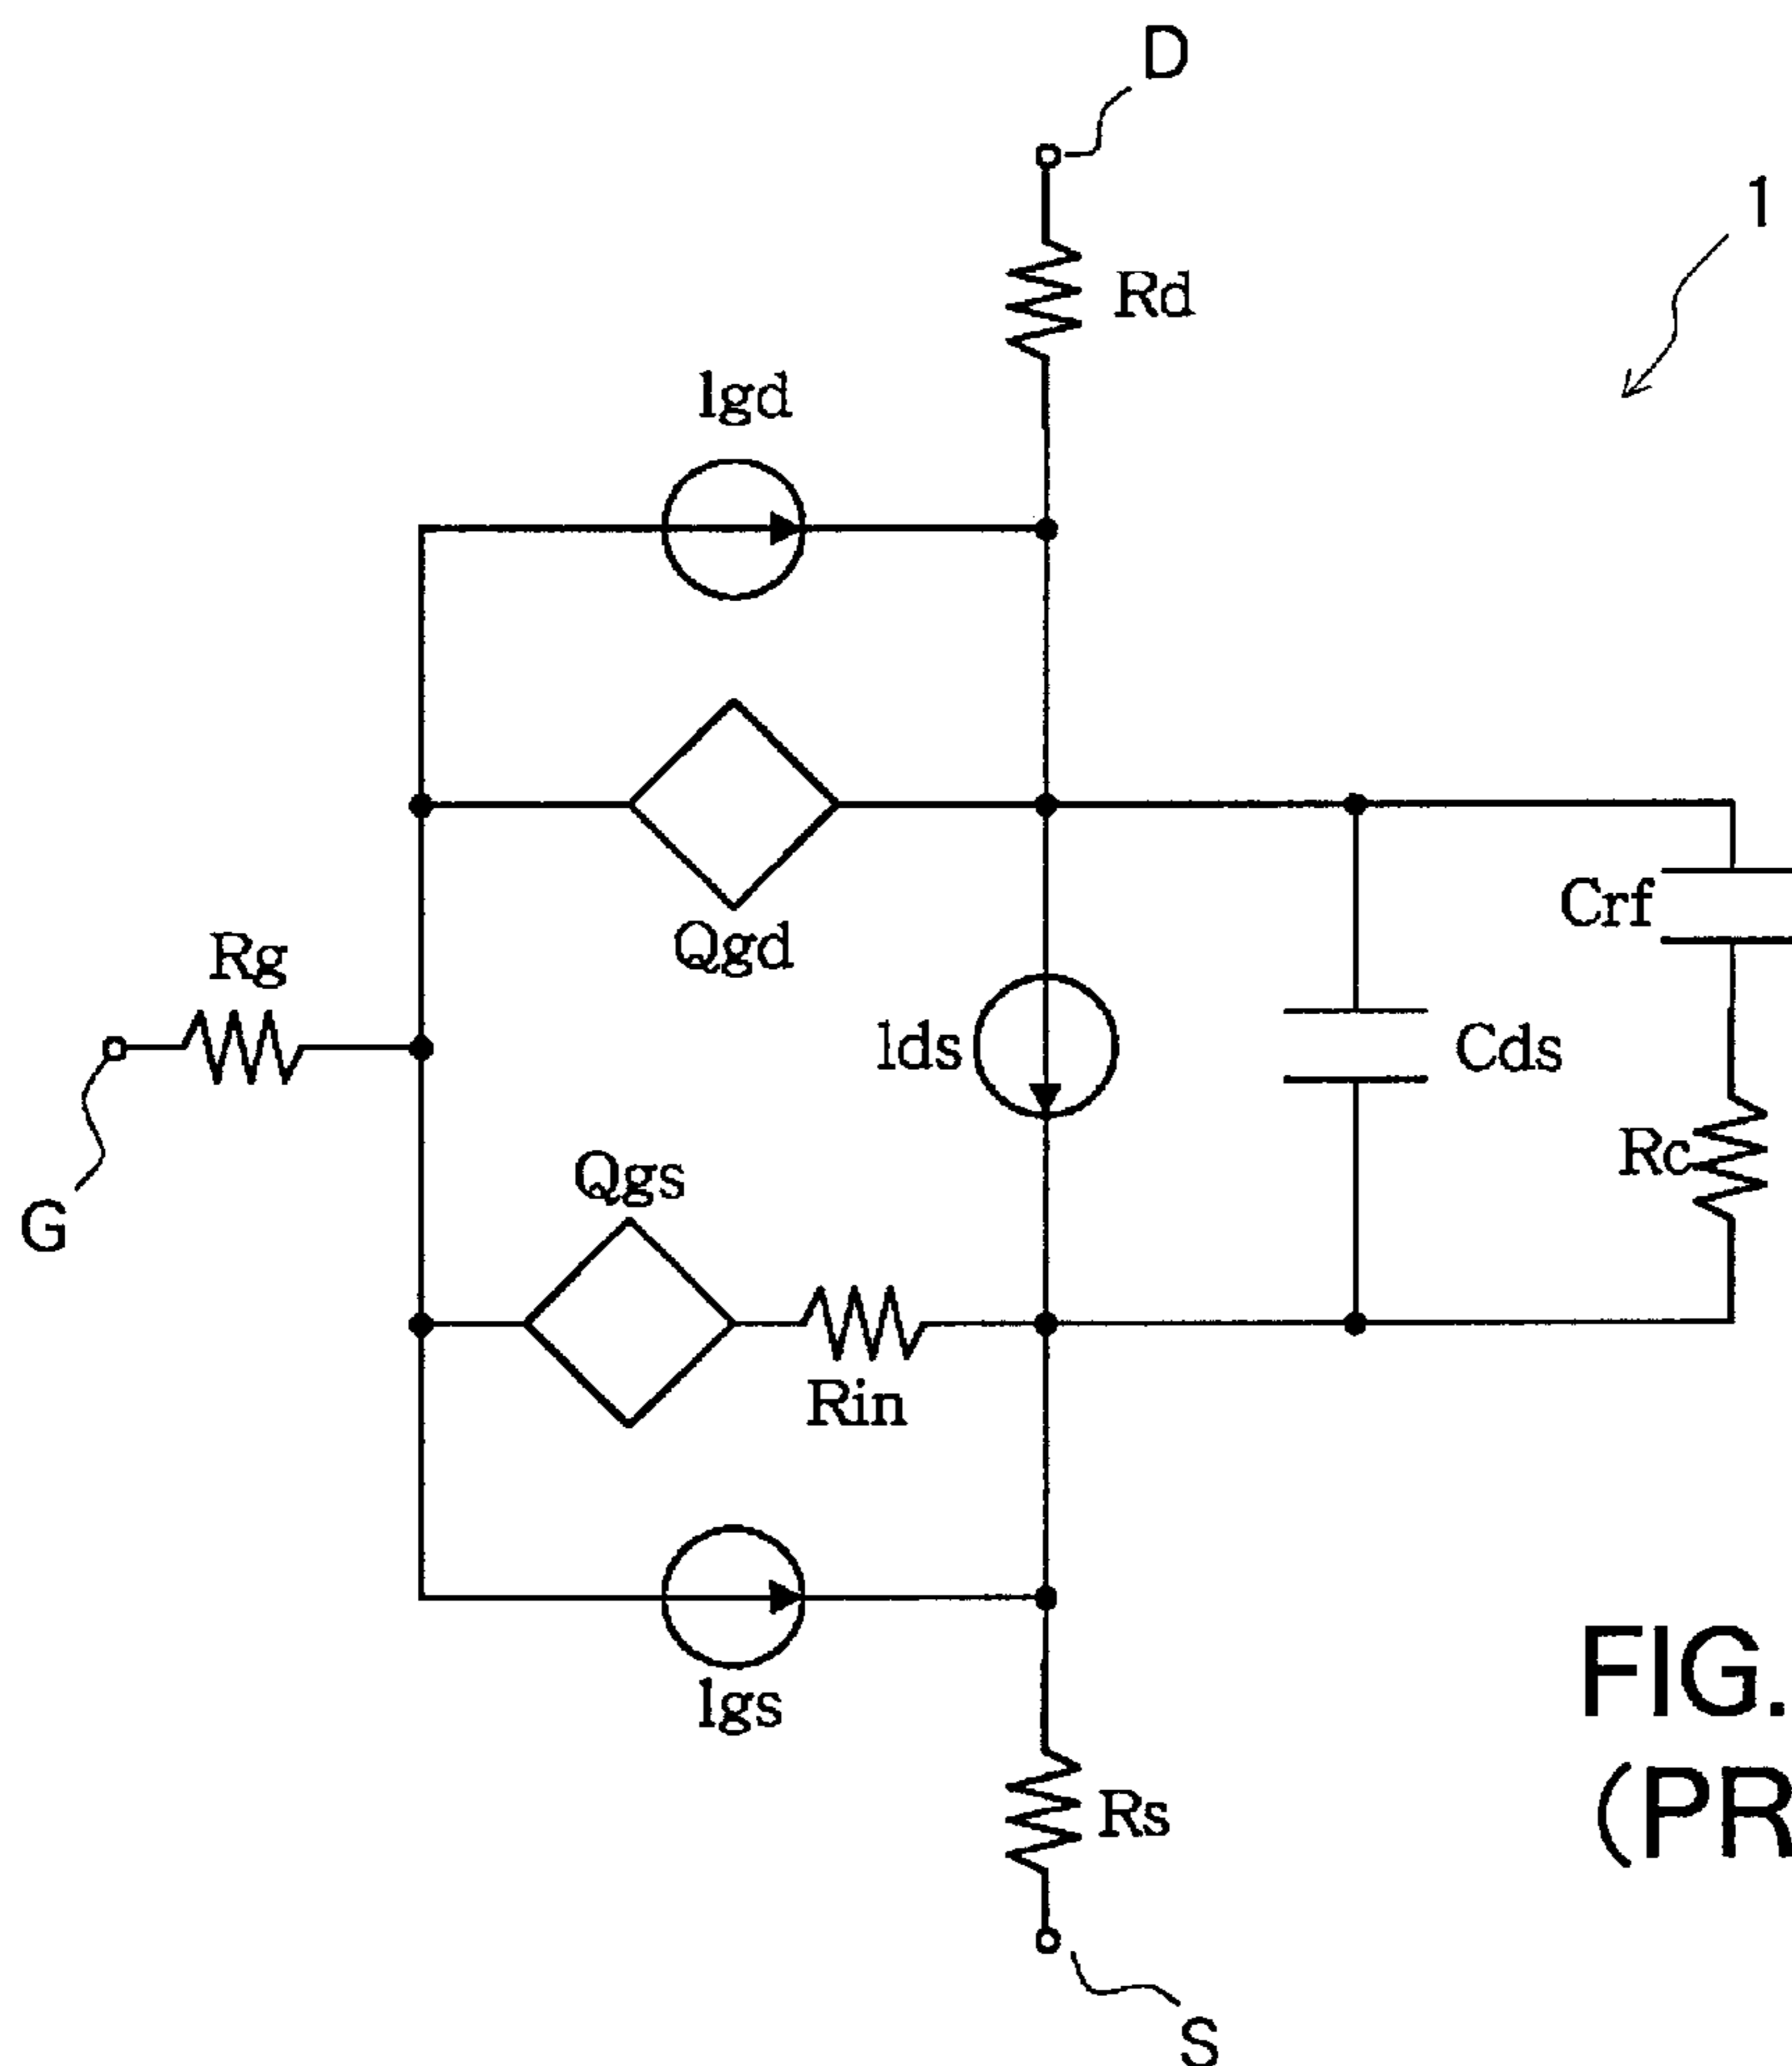 D
1
Rd
Igd
Crf
Qgd
Rg
Ids
Cds
Rc
Qgs
G
Rin
Igs
FIG.
(PR
Rs
S